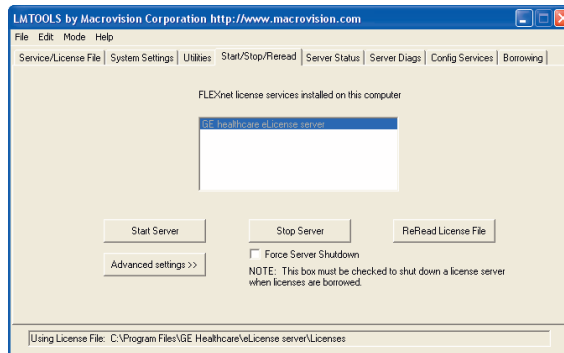 LMTOOLS by Macrovision Corporation http://www.macrovision.com
File Edit Mode Help
Service/License File System Settings Utilities Start/Stop/Reread Server Status Server Diags Config Services Borrowing
FLEXnet license services installed on this computer
GE healthcare eLicense server
Start Server Stop Server ReRead License File
Advanced settings >> Force Server Shutdown
NOTE: This box must be checked to shut down a license server
when licenses are borrowed.
Using License File: C:\Program Files\GE Healthcare\eLicense server\Licenses